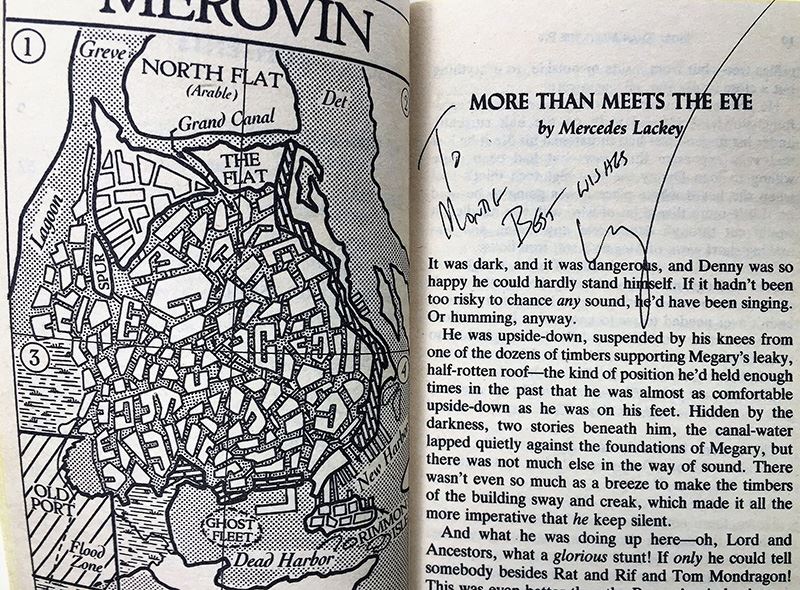 MEROVIN
1
Greve
NORTH FLAT
(Arable)
Det
2
Grand Canal
THE
FLAT
Lagoon
SPUR
3
4
New Harbor
OLD
PORT
Flood
Zone
GHOST
FLEET
Dead Harbor
RIMMON
ISLE
MORE THAN MEETS THE EYE
by Mercedes Lackey
To
BEST WISHES
It was dark, and it was dangerous, and Denny was so
happy he could hardly stand himself. If it hadn't been
too risky to chance any sound, he'd have been singing.
Or humming, anyway.
He was upside-down, suspended by his knees from
one of the dozens of timbers supporting Megary's leaky,
half-rotten roof—the kind of position he'd held enough
times in the past that he was almost as comfortable
upside-down as he was on his feet. Hidden by the
darkness, two stories beneath him, the canal-water
lapped quietly against the foundations of Megary, but
there was not much else in the way of sound. There
wasn't even so much as a breeze to make the timbers
of the building sway and creak, which made it all the
more imperative that he keep silent.
And what he was doing up here—oh, Lord and
Ancestors, what a glorious stunt! If only he could tell
somebody besides Rat and Rif and Tom Mondragon!
This was even better than the